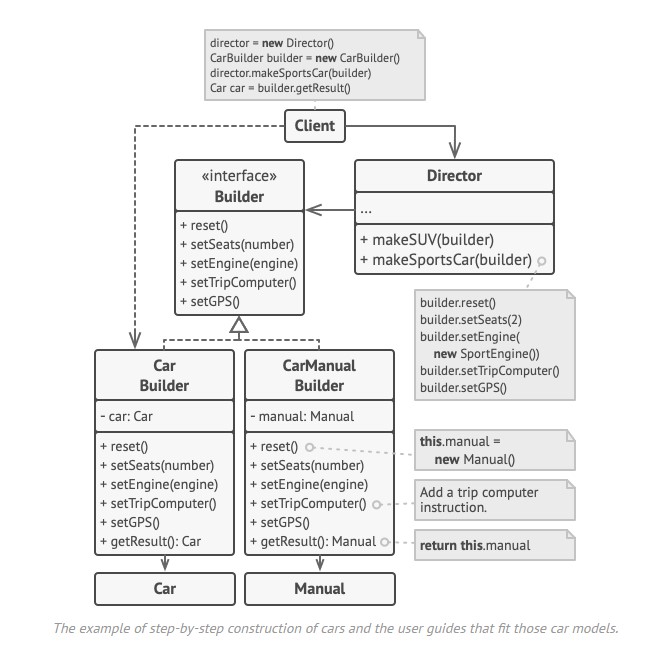 director = new Director()
CarBuilder builder = new CarBuilder()
director.makeSportsCar(builder)
Car car = builder.getResult()
Client
«interface»
Builder
+ reset()
+ setSeats(number)
+ setEngine(engine)
+ setTripComputer()
+ setGPS()
Director
...
+ makeSUV(builder)
+ makeSportsCar(builder)
builder.reset()
builder.setSeats(2)
builder.setEngine(
new SportEngine())
builder.setTripComputer()
builder.setGPS()
Car
Builder
- car: Car
+ reset()
+ setSeats(number)
+ setEngine(engine)
+ setTripComputer()
+ setGPS()
+ getResult(): Car
CarManual
Builder
- manual: Manual
+ reset()
+ setSeats(number)
+ setEngine(engine)
+ setTripComputer()
+ setGPS()
+ getResult(): Manual
this.manual =
new Manual()
Add a trip computer
instruction.
return this.manual
Car
Manual
The example of step-by-step construction of cars and the user guides that fit those car models.